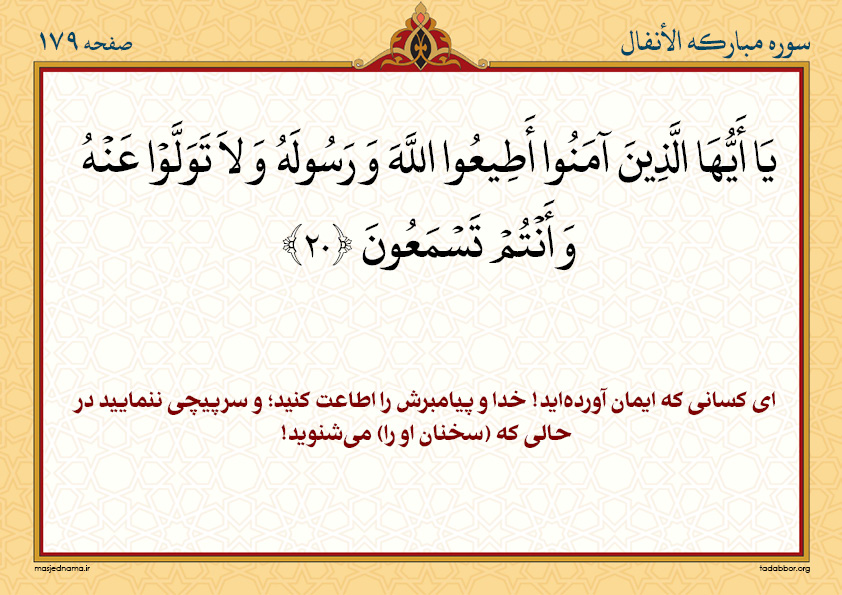 سوره مبارکه الأنفال
صفحه ۱۷۹
يَا أَيُّهَا الَّذِينَ آمَنُوا أَطِيعُوا اللَّهَ وَرَسُولَهُ وَلاَ تَوَلَّوْا عَنْهُ
وَأَنْتُمْ تَسْمَعُونَ ﴿٢٠﴾
ای کسانی که ایمان آورده‌اید! خدا و پیامبرش را اطاعت کنید؛ و سرپیچی ننمایید در
حالی که (سخنان او را) می‌شنوید!
tadabbor.org
masjednama.ir